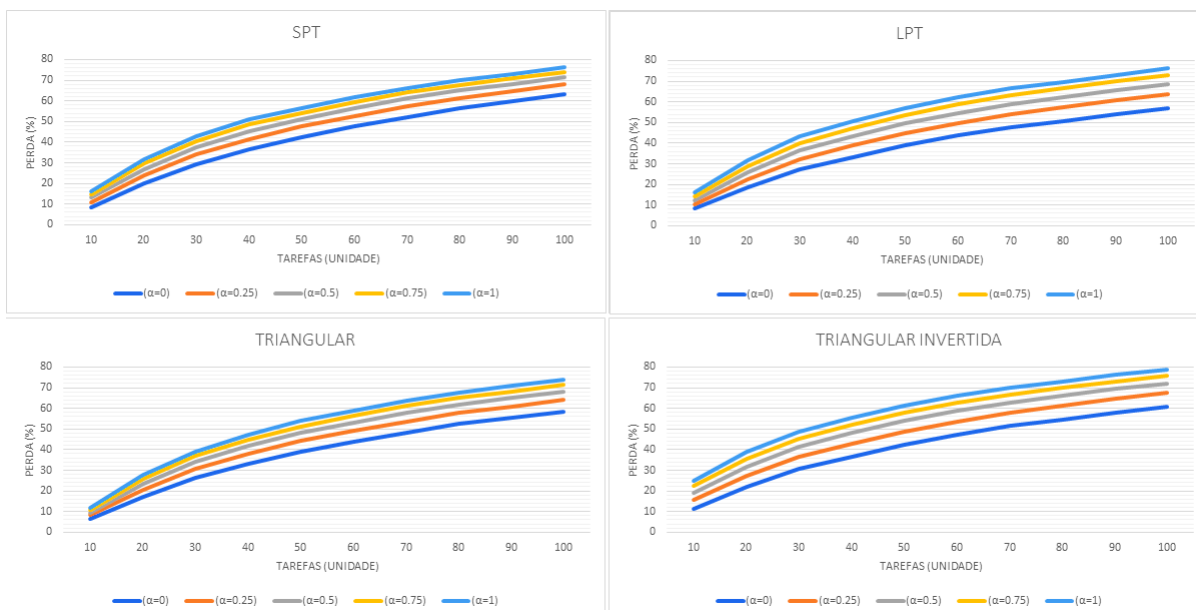 SPT
PERDA (%)
80
70
60
50
40
30
20
10
0
10 20 30 40 50 60 70 80 90 100
TAREFAS (UNIDADE)
(α=0) (α=0.25) (α=0.5) (α=0.75) (α=1)
LPT
PERDA (%)
80
70
60
50
40
30
20
10
0
10 20 30 40 50 60 70 80 90 100
TAREFAS (UNIDADE)
(α=0) (α=0.25) (α=0.5) (α=0.75) (α=1)
TRIANGULAR
PERDA (%)
80
70
60
50
40
30
20
10
0
10 20 30 40 50 60 70 80 90 100
TAREFAS (UNIDADE)
(α=0) (α=0.25) (α=0.5) (α=0.75) (α=1)
TRIANGULAR INVERTIDA
PERDA (%)
80
70
60
50
40
30
20
10
0
10 20 30 40 50 60 70 80 90 100
TAREFAS (UNIDADE)
(α=0) (α=0.25) (α=0.5) (α=0.75) (α=1)